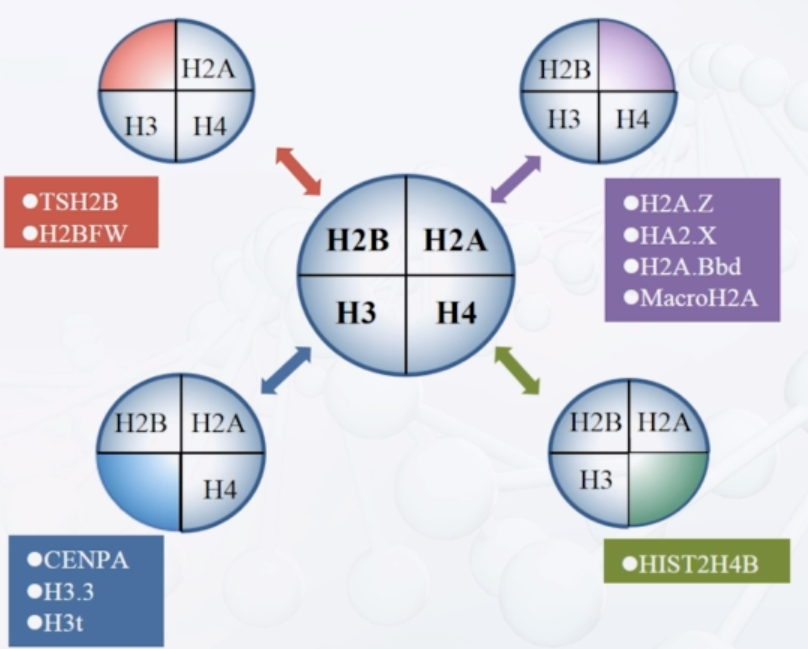 H2A
H3 H4
H2B
H3 H4
●TSH2B
●H2BFW
●H2A.Z
●HA2.X
●H2A.Bbd
●MacroH2A
H2B H2A
H3 H4
H2B H2A
H4
H2B H2A
H3
●CENPA
●H3.3
●H3t
●HIST2H4B